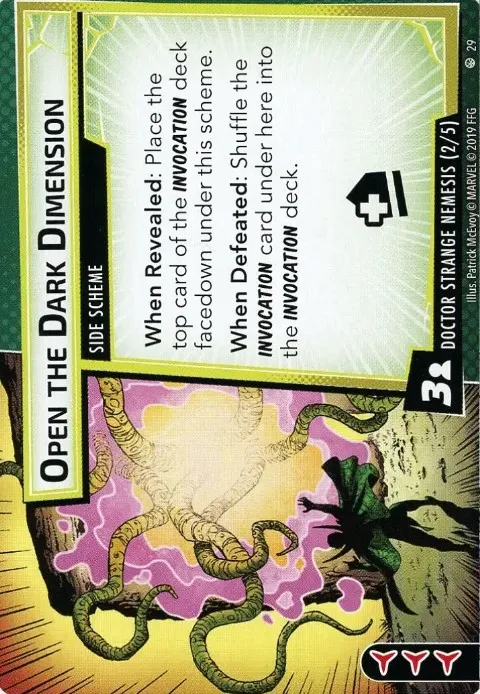 OPEN THE DARK DIMENSION
SIDE SCHEME
When Revealed: Place the
top card of the INVOCATION deck
facedown under this scheme.
When Defeated: Shuffle the
INVOCATION card under here into
the INVOCATION deck.
3
DOCTOR STRANGE NEMESIS (2/5)
Illus. Patrick McEvoy © MARVEL © 2019 FFG
29